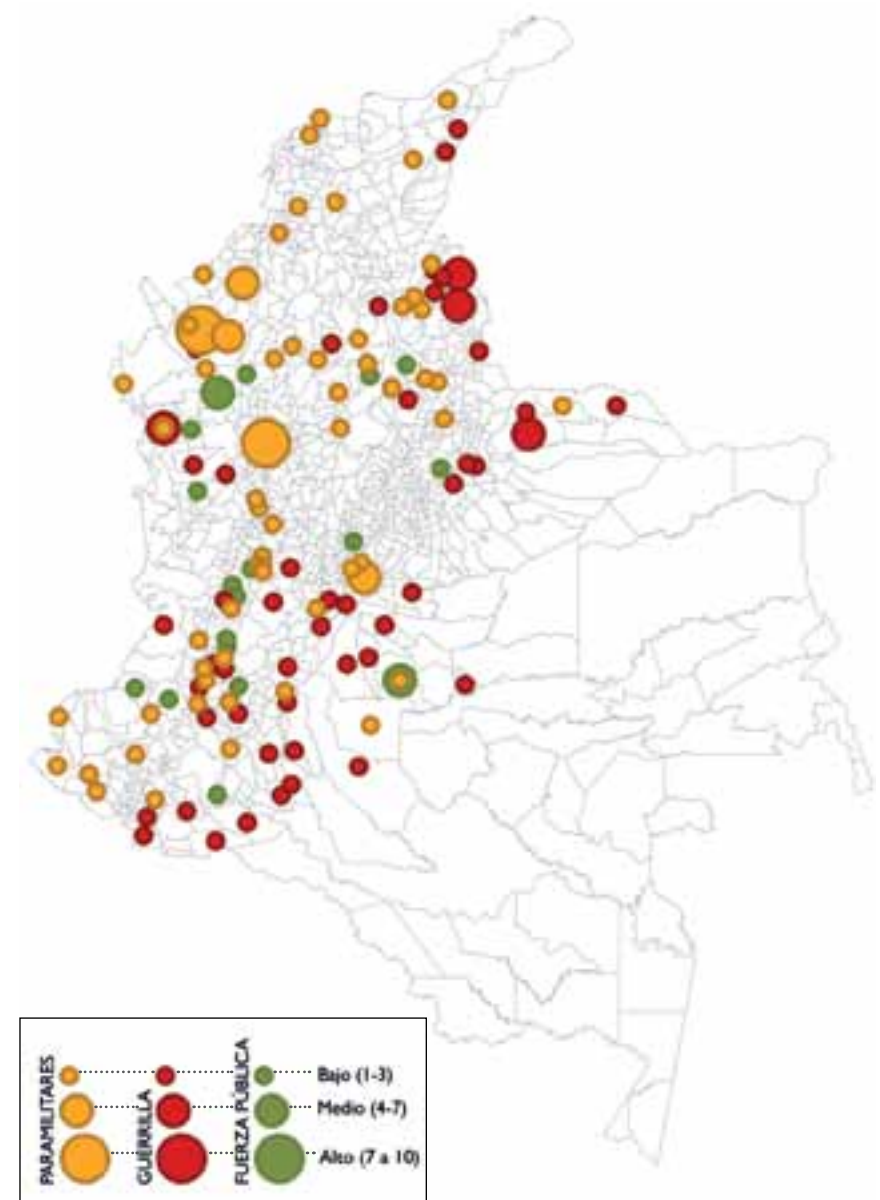 PARAMILITARES
GUERRILLA
FUERZA PÚBLICA
Bajo (1-3)
Medio (4-7)
Alto (7 a 10)